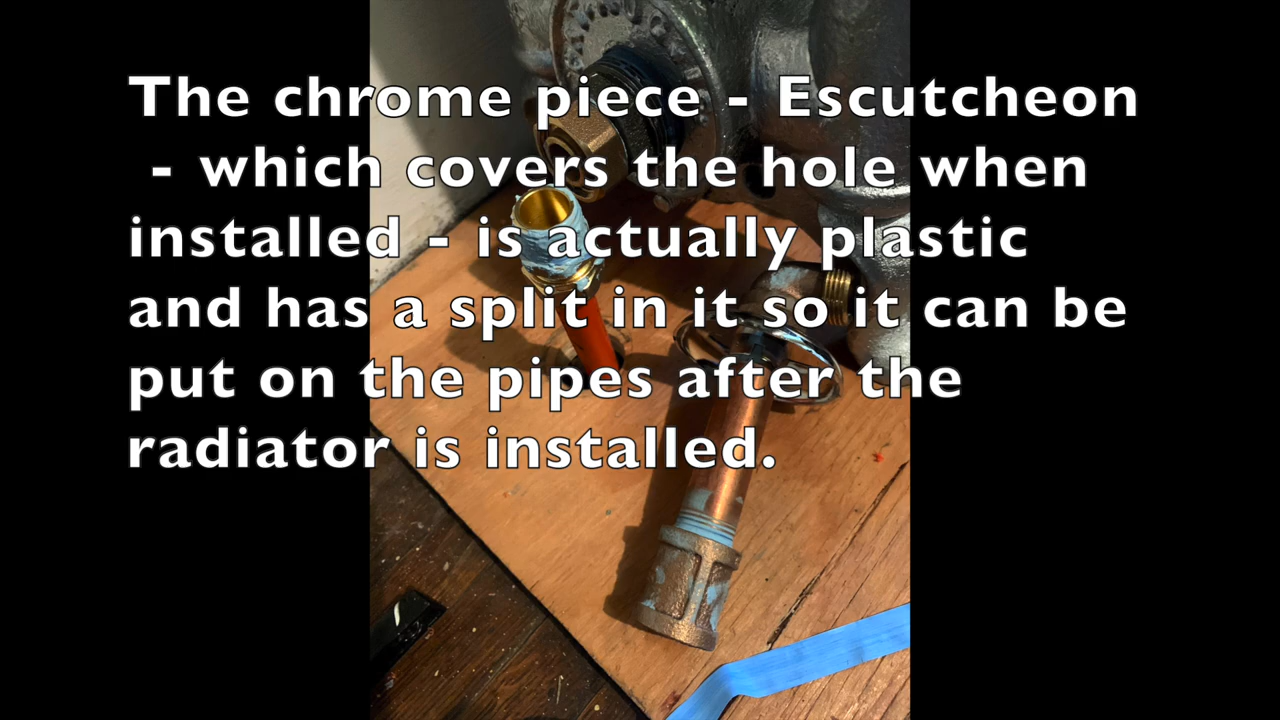 The chrome piece - Escutcheon
- which covers the hole when
installed - is actually plastic
and has a split in it so it can be
put on the pipes after the
radiator is installed.